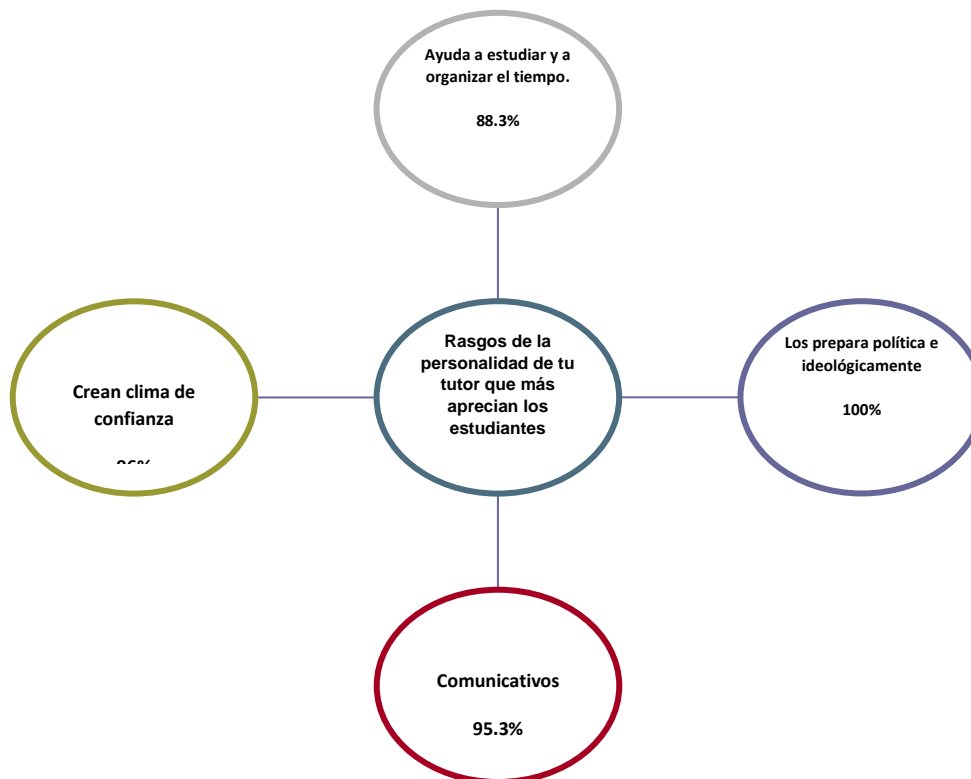 Ayuda a estudiar y a
organizar el tiempo.
88.3%
Rasgos de la
personalidad de tu
tutor que más
aprecian los
estudiantes
Los prepara política e
ideológicamente
100%
Crean clima de
confianza
Comunicativos
95.3%